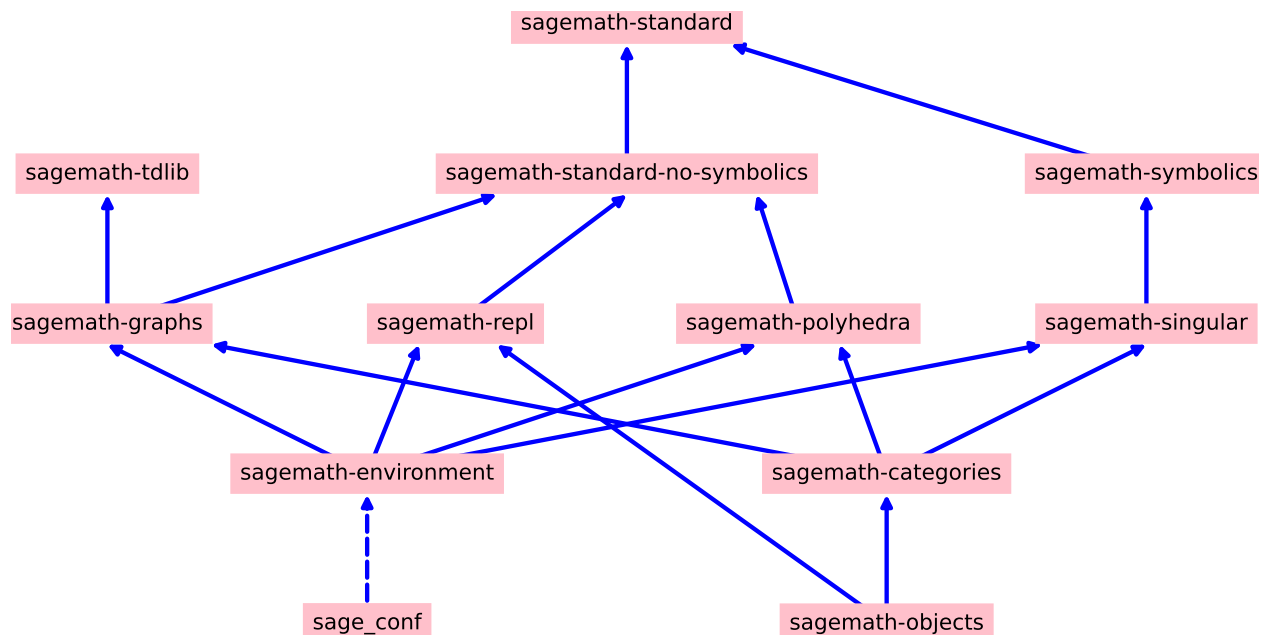 sagemath-standard
sagemath-tdlib
sagemath-standard-no-symbolics
sagemath-symbolics
sagemath-graphs
sagemath-repl
sagemath-polyhedra
sagemath-singular
sagemath-environment
sagemath-categories
sage_conf
sagemath-objects